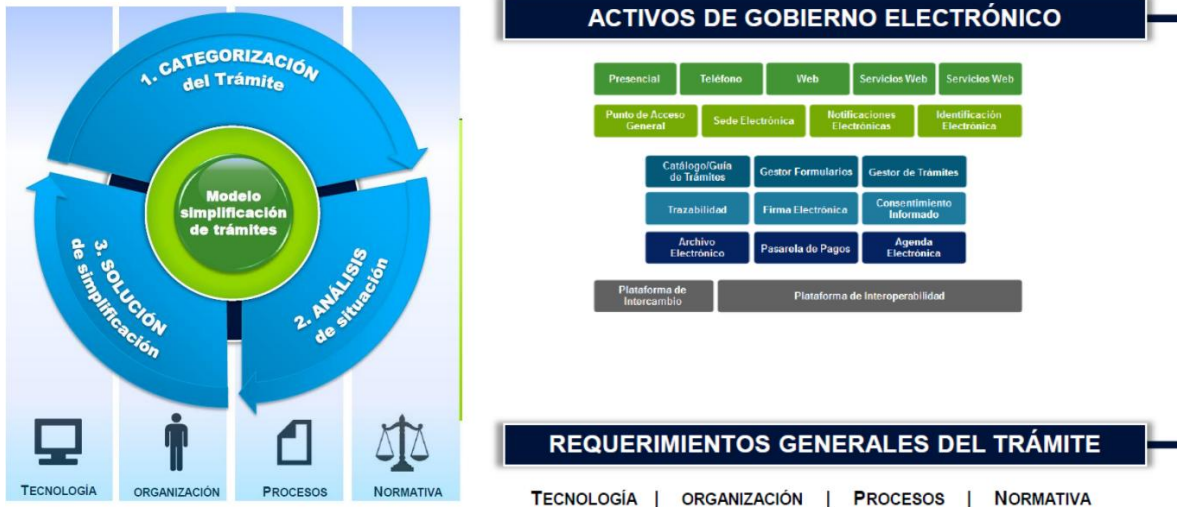 1. CATEGORIZACIÓN
del Trámite
Modelo
simplificación
de trámites
2. ANÁLISIS
de situación
3. SOLUCIÓN
de simplificación
TECNOLOGÍA
ORGANIZACIÓN
PROCESOS
NORMATIVA
ACTIVOS DE GOBIERNO ELECTRÓNICO
Presencial
Teléfono
Web
Servicios Web
Servicios Web
Punto de Acceso
General
Sede Electrónica
Notificaciones
Electrónicas
Identificación
Electrónica
Catálogo/Guía
de Trámites
Gestor Formularios
Gestor de Trámites
Trazabilidad
Firma Electrónica
Consentimiento
Informado
Archivo
Electrónico
Pasarela de Pagos
Agenda
Electrónica
Plataforma de
Intercambio
Plataforma de Interoperabilidad
REQUERIMIENTOS GENERALES DEL TRÁMITE
TECNOLOGÍA | ORGANIZACIÓN | PROCESOS | NORMATIVA